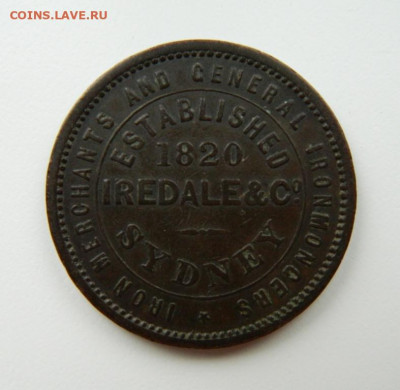 COINS.LAVE.RU
IRON MERCHANTS AND GENERAL IRONMONGERS
ESTABLISHED
1820
IREDALE & Cº
SYDNEY